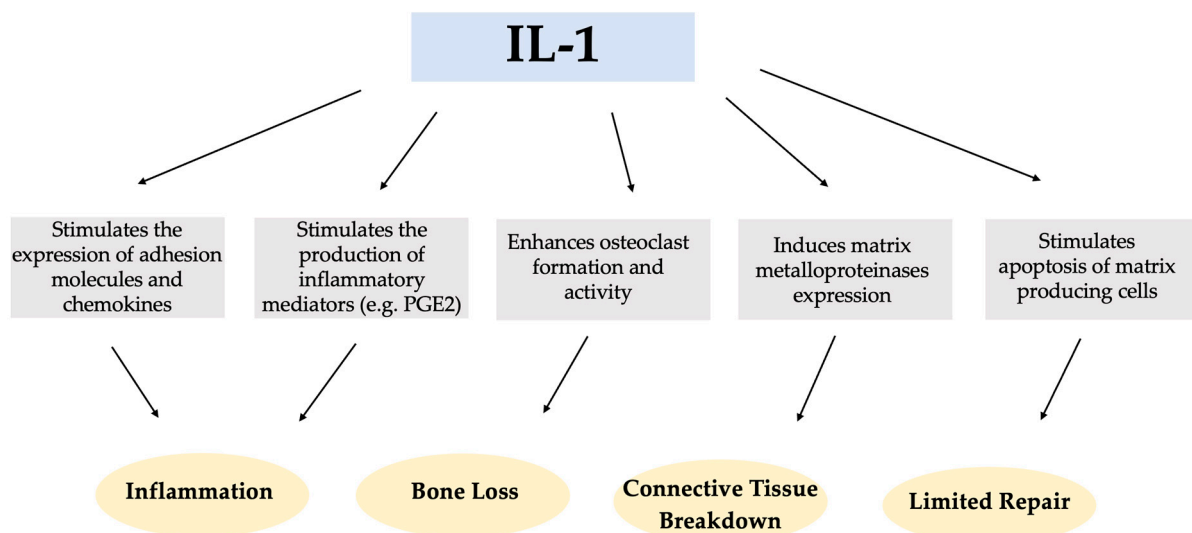 IL-1
Stimulates the
expression of adhesion
molecules and
chemokines
Stimulates the
production of
inflammatory
mediators (e.g. PGE2)
Enhances osteoclast
formation and
activity
Induces matrix
metalloproteinases
expression
Stimulates
apoptosis of matrix
producing cells
Inflammation
Bone Loss
Connective Tissue
Breakdown
Limited Repair